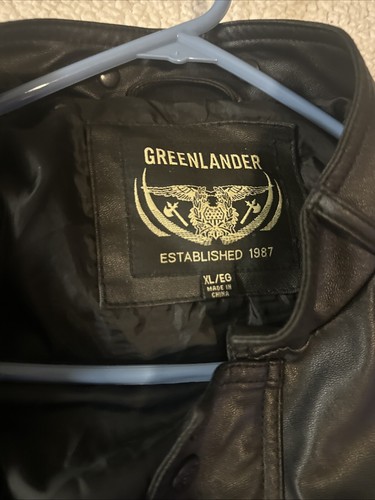 GREENLANDER
ESTABLISHED 1987
XL/EG
MADE IN
CHINA